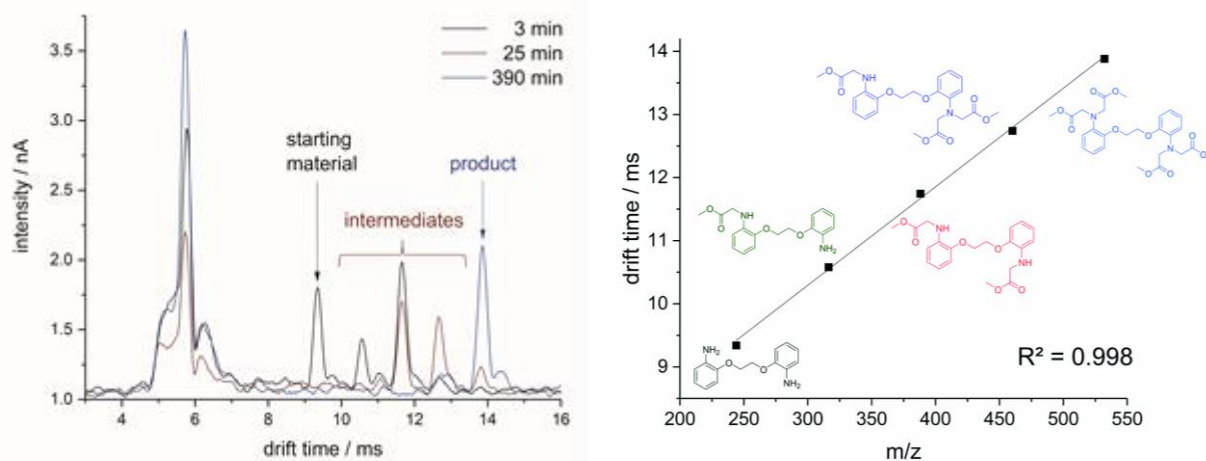 3 min
25 min
390 min
starting
material
product
intermediates
intensity / nA
3.5
3.0
2.5
2.0
1.5
1.0
4
6
8
10
12
14
16
drift time / ms
14
13
12
11
10
9
drift time / ms
O
O
NH
O
O
N
O
O
O
O
O
O
O
O
N
O
O
N
O
O
O
O
O
O
NH
O
O
NH₂
O
O
NH
O
O
NH
O
O
NH₂
O
O
NH₂
R² = 0.998
200
250
300
350
400
450
500
550
m/z